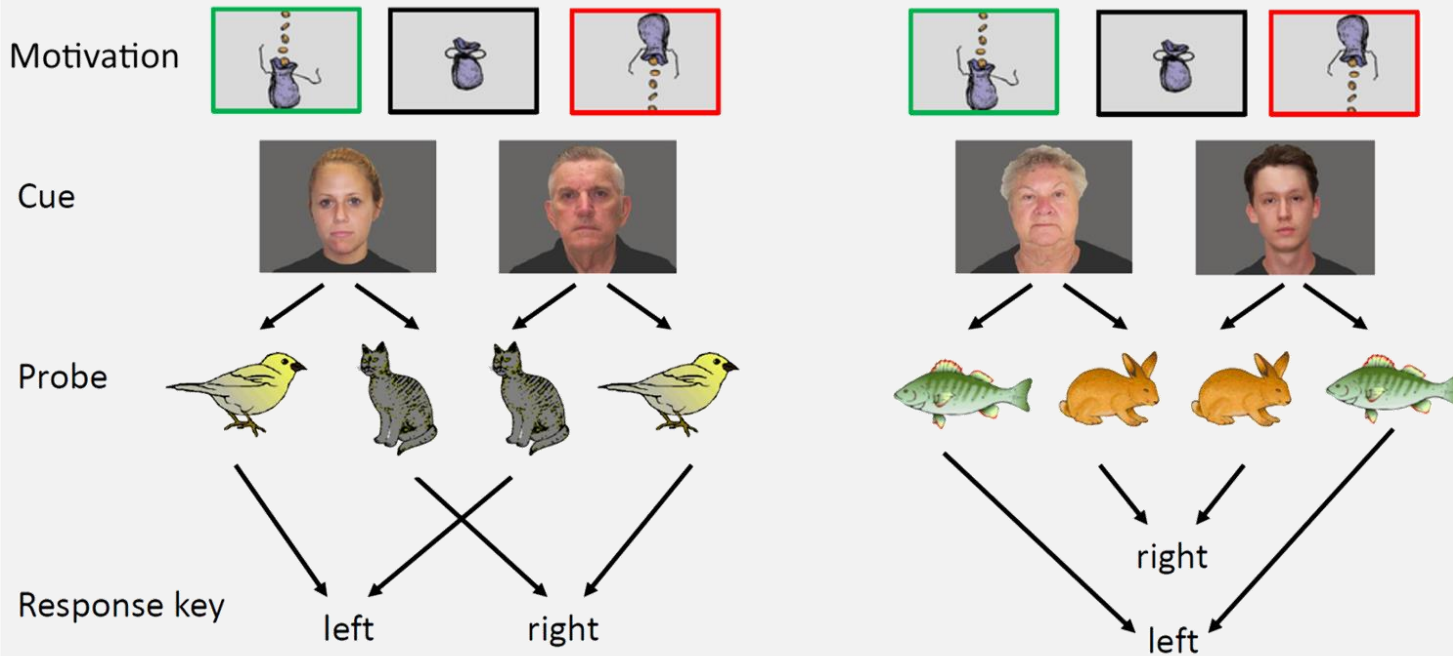 Motivation
Cue
Probe
right
Response key
left
right
left